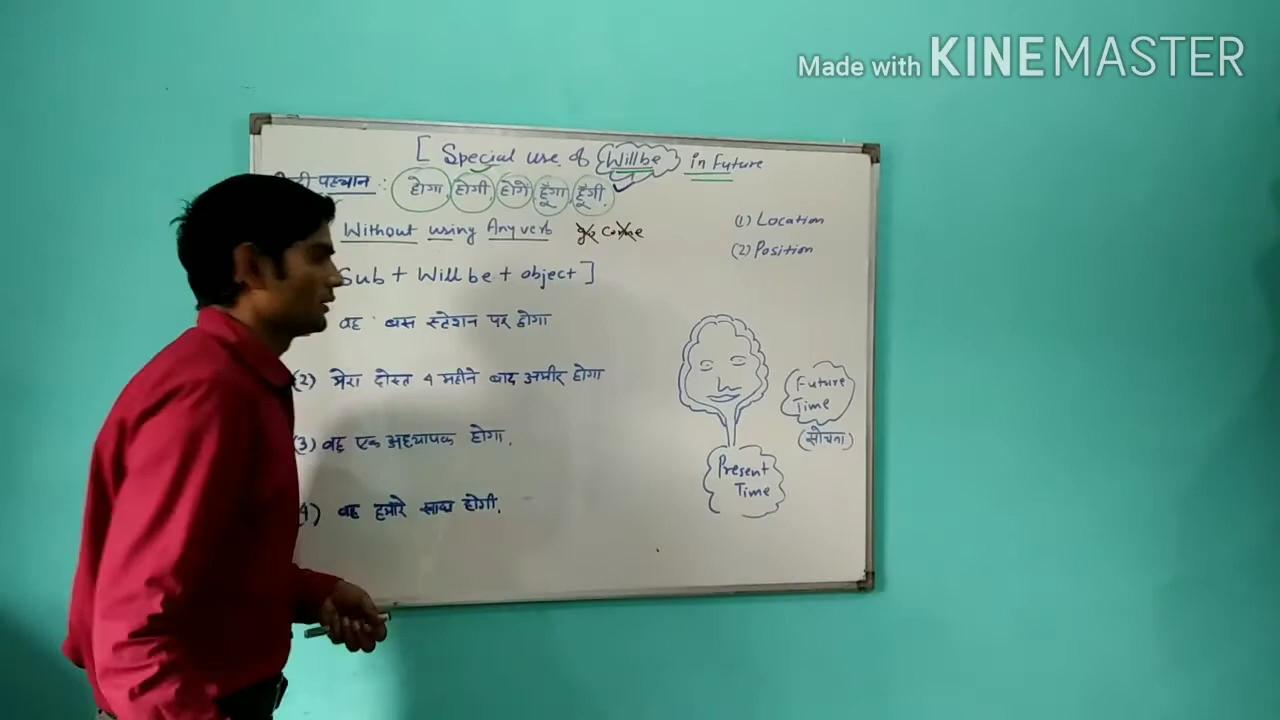 Made with KINEMASTER
[ Special use of Will be in Future
पहचान : होगा, होगी, होगे, हूँगा, हूँगी,
Without using Any verb go come
Sub + Will be + object ]
(1) Location
(2) Position
वह बस स्टेशन पर होगा
(2) मेरा दोस्त 4 महीने बाद अमीर होगा
(3) वह एक अध्यापक होगा.
(4) वह हमारे साथ होगी.
Future
Time
(सोचना)
Present
Time